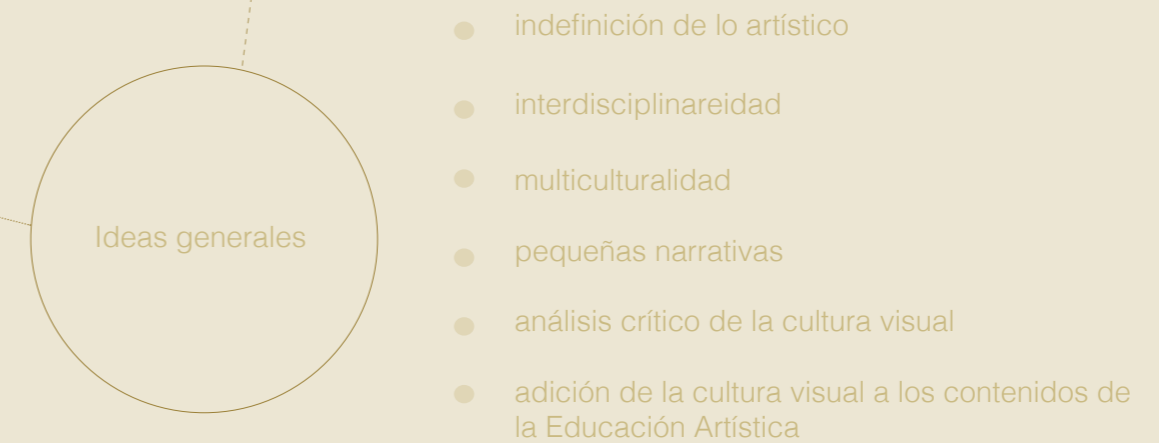 Ideas generales
indefinición de lo artístico
interdisciplinareidad
multiculturalidad
pequeñas narrativas
análisis crítico de la cultura visual
adición de la cultura visual a los contenidos de
la Educación Artística